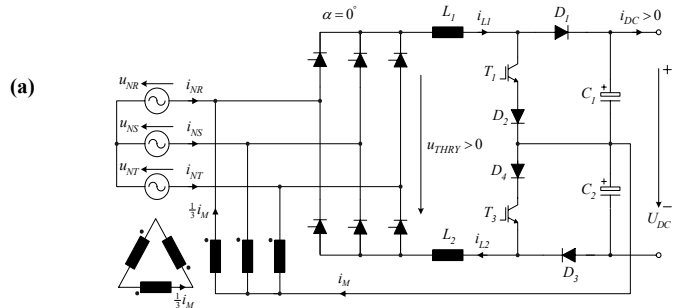 (a)
α=0°
L1
iL1
D1
iDC>0
uNR
iNR
T1
+
C1
+
D2
uNS
iNS
uTHRY>0
uNT
iNT
D4
C2
+
T3
−
UDC
1/3 iM
L2
iL2
D3
1/3 iM
iM